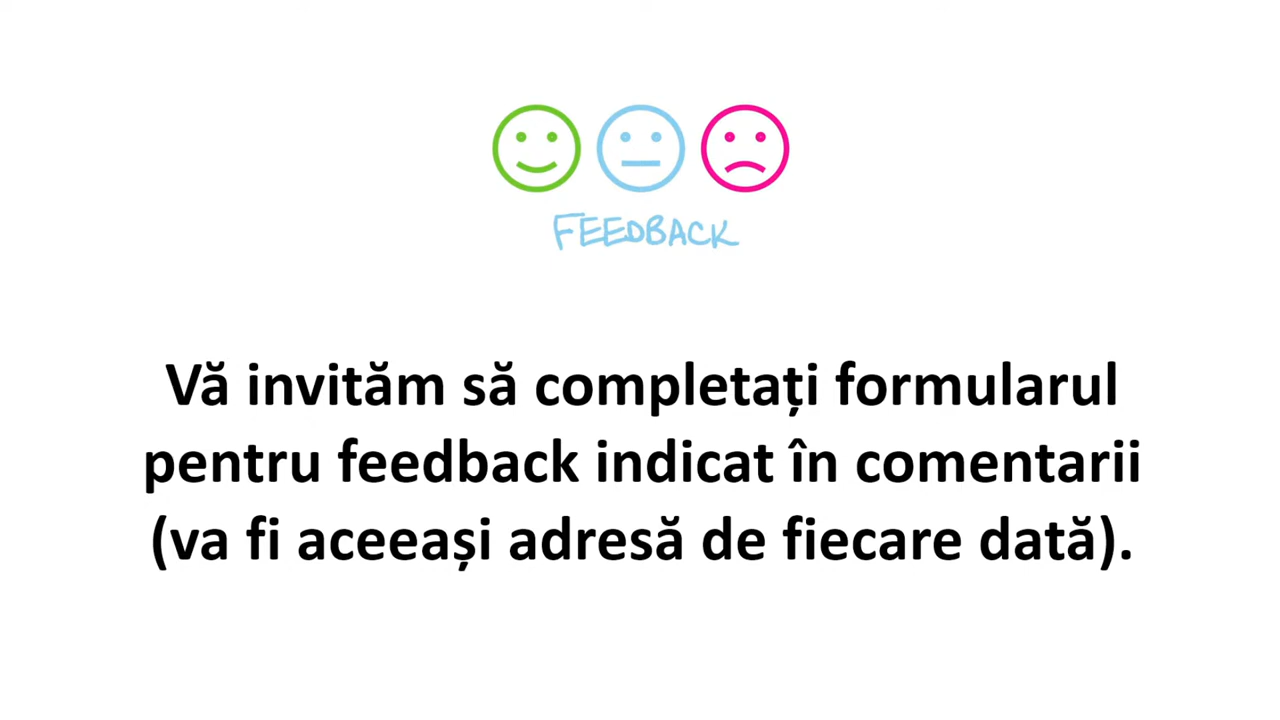 FEEDBACK
Vă invităm să completați formularul
pentru feedback indicat în comentarii
(va fi aceeași adresă de fiecare dată).